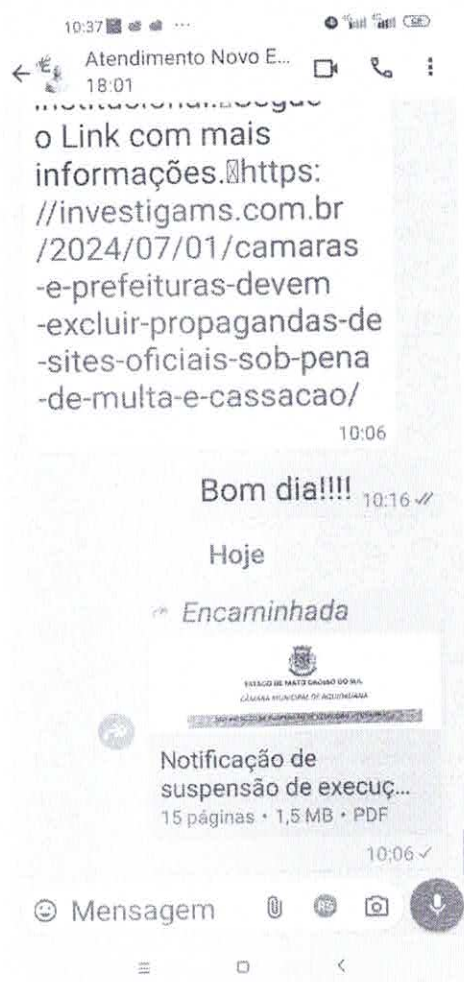 10:37
Atendimento Novo E...
18:01
o Link com mais
informações.https:
//investigams.com.br
/2024/07/01/camaras
-e-prefeituras-devem
-excluir-propagandas-de
-sites-oficiais-sob-pena
-de-multa-e-cassacao/
10:06
Bom dia!!!! 10:16
Hoje
Encaminhada
ESTADO DE MATO GROSSO DO SUL
CÂMARA MUNICIPAL DE AQUIDAUANA
Notificação de
suspensão de execuç...
15 páginas • 1,5 MB • PDF
10:06
Mensagem